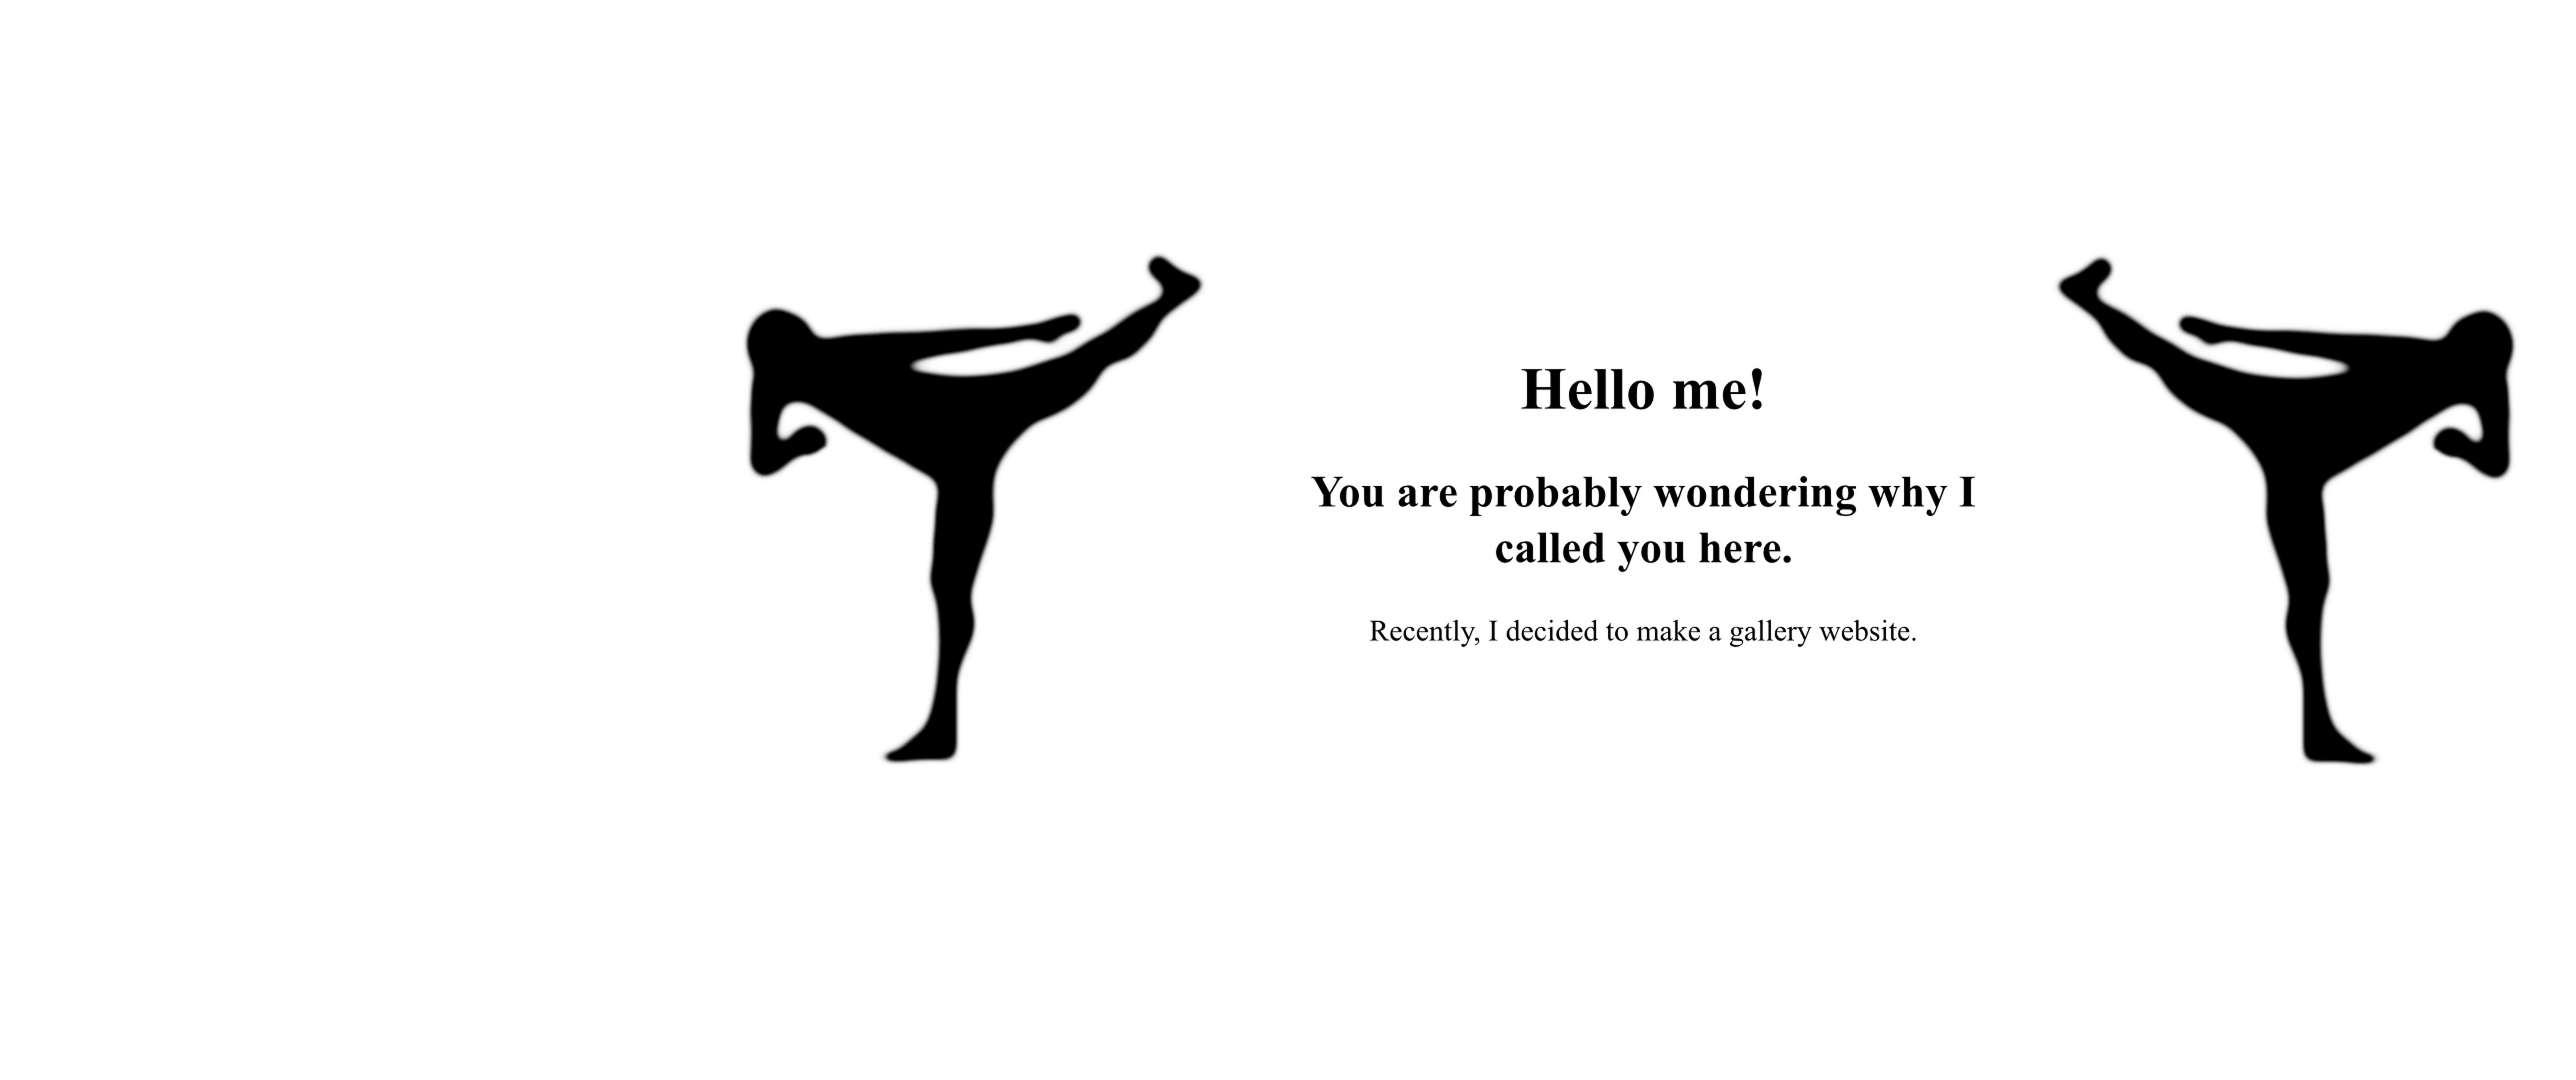 Hello me!
You are probably wondering why I
called you here.
Recently, I decided to make a gallery website.